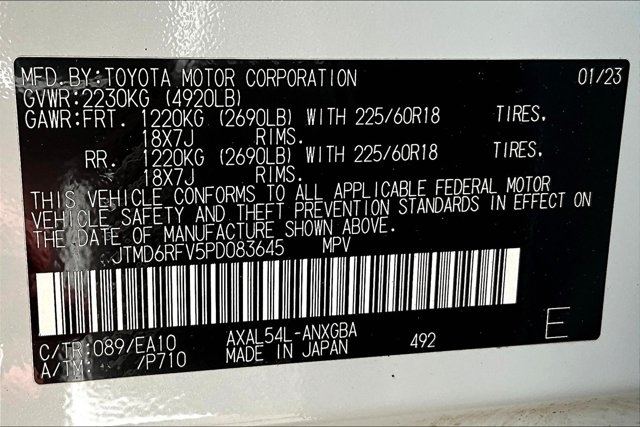 MFD.BY:TOYOTA MOTOR CORPORATION 01/23
GVWR:2230KG (4920LB)
GAWR:FRT. 1220KG (2690LB) WITH 225/60R18 TIRES.
18X7J RIMS.
RR. 1220KG (2690LB) WITH 225/60R18 TIRES.
18X7J RIMS.
THIS VEHICLE CONFORMS TO ALL APPLICABLE FEDERAL MOTOR
VEHICLE SAFETY AND THEFT PREVENTION STANDARDS IN EFFECT ON
THE DATE OF MANUFACTURE SHOWN ABOVE.
JTMD6RFV5PD083645 MPV
C/TR:089/EA10 AXAL54L-ANXGBA 492 E
A/TM: /P710 MADE IN JAPAN